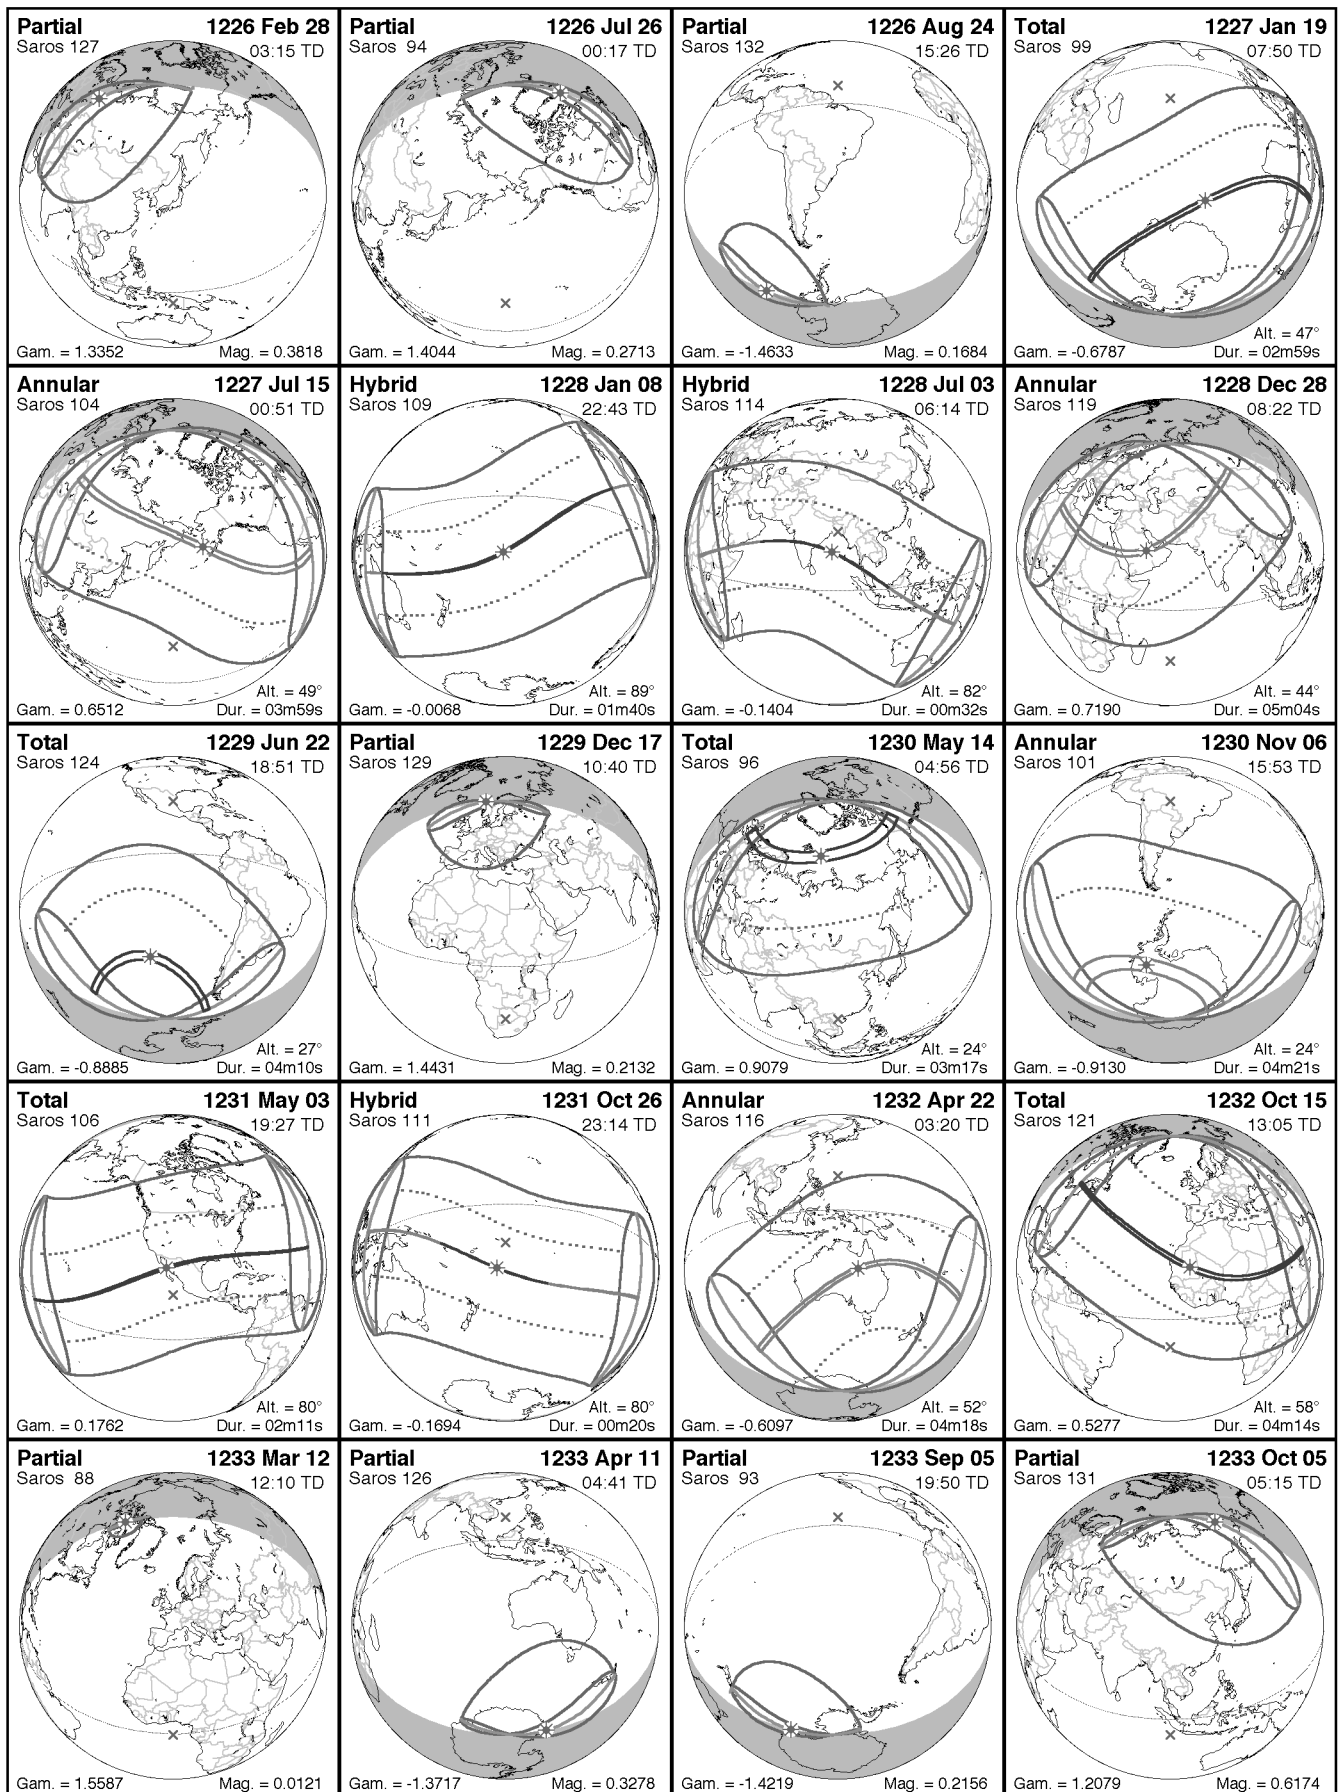 Partial 1226 Feb 28
Saros 127 03:15 TD
Gam. = 1.3352 Mag. = 0.3818
Partial 1226 Jul 26
Saros 94 00:17 TD
Gam. = 1.4044 Mag. = 0.2713
Partial 1226 Aug 24
Saros 132 15:26 TD
Gam. = -1.4633 Mag. = 0.1684
Total 1227 Jan 19
Saros 99 07:50 TD
Alt. = 47°
Gam. = -0.6787 Dur. = 02m59s
Annular 1227 Jul 15
Saros 104 00:51 TD
Alt. = 49°
Gam. = 0.6512 Dur. = 03m59s
Hybrid 1228 Jan 08
Saros 109 22:43 TD
Alt. = 89°
Gam. = -0.0068 Dur. = 01m40s
Hybrid 1228 Jul 03
Saros 114 06:14 TD
Alt. = 82°
Gam. = -0.1404 Dur. = 00m32s
Annular 1228 Dec 28
Saros 119 08:22 TD
Alt. = 44°
Gam. = 0.7190 Dur. = 05m04s
Total 1229 Jun 22
Saros 124 18:51 TD
Alt. = 27°
Gam. = -0.8885 Dur. = 04m10s
Partial 1229 Dec 17
Saros 129 10:40 TD
Gam. = 1.4431 Mag. = 0.2132
Total 1230 May 14
Saros 96 04:56 TD
Alt. = 24°
Gam. = 0.9079 Dur. = 03m17s
Annular 1230 Nov 06
Saros 101 15:53 TD
Alt. = 24°
Gam. = -0.9130 Dur. = 04m21s
Total 1231 May 03
Saros 106 19:27 TD
Alt. = 80°
Gam. = 0.1762 Dur. = 02m11s
Hybrid 1231 Oct 26
Saros 111 23:14 TD
Alt. = 80°
Gam. = -0.1694 Dur. = 00m20s
Annular 1232 Apr 22
Saros 116 03:20 TD
Alt. = 52°
Gam. = -0.6097 Dur. = 04m18s
Total 1232 Oct 15
Saros 121 13:05 TD
Alt. = 58°
Gam. = 0.5277 Dur. = 04m14s
Partial 1233 Mar 12
Saros 88 12:10 TD
Gam. = 1.5587 Mag. = 0.0121
Partial 1233 Apr 11
Saros 126 04:41 TD
Gam. = -1.3717 Mag. = 0.3278
Partial 1233 Sep 05
Saros 93 19:50 TD
Gam. = -1.4219 Mag. = 0.2156
Partial 1233 Oct 05
Saros 131 05:15 TD
Gam. = 1.2079 Mag. = 0.6174